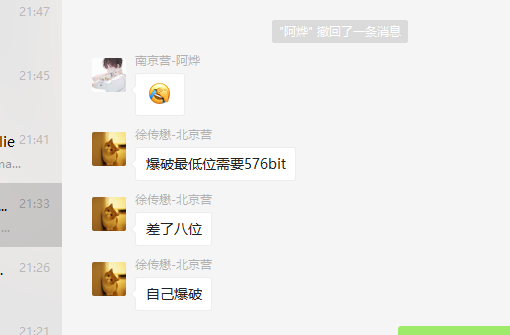 21:47
"阿烨" 撤回了一条消息
南京营-阿烨
21:45
徐传懋-北京营
lie 21:41
爆破最低位需要576bit
na...
徐传懋-北京营
... 21:33
差了八位
...
徐传懋-北京营
. 21:26
自己爆破
21:21